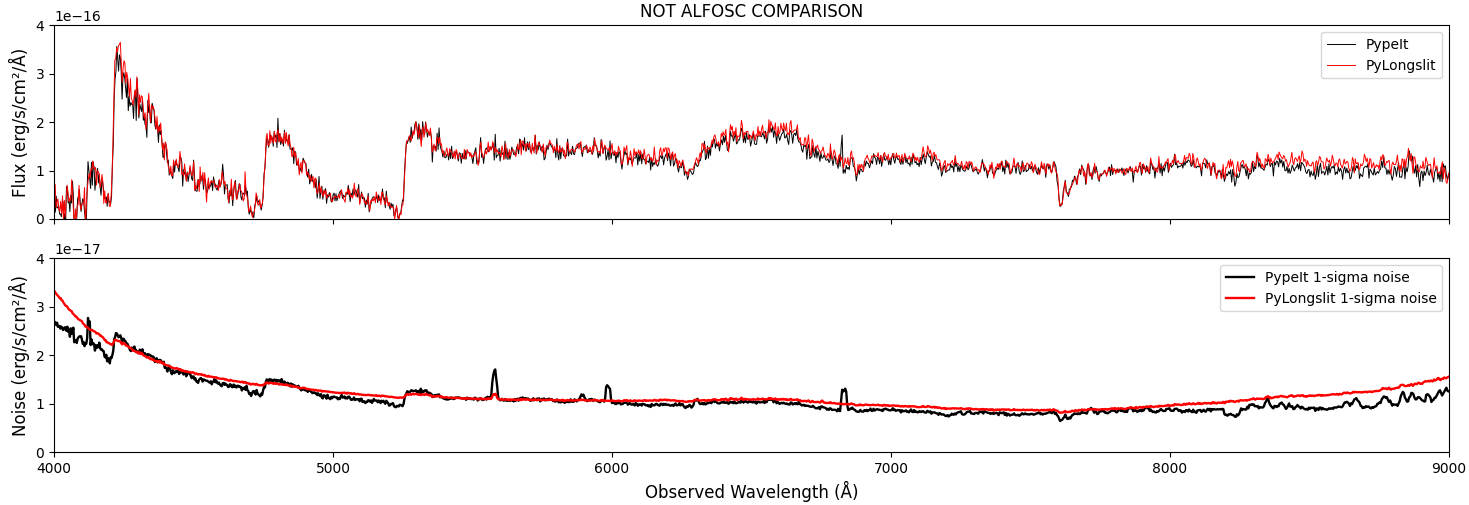 NOT ALFOSC COMPARISON
1e−16
Flux (erg/s/cm²/Å)
4
3
2
1
0
PypeIt
PyLongslit
1e−17
Noise (erg/s/cm²/Å)
4
3
2
1
0
PypeIt 1-sigma noise
PyLongslit 1-sigma noise
4000 5000 6000 7000 8000 9000
Observed Wavelength (Å)